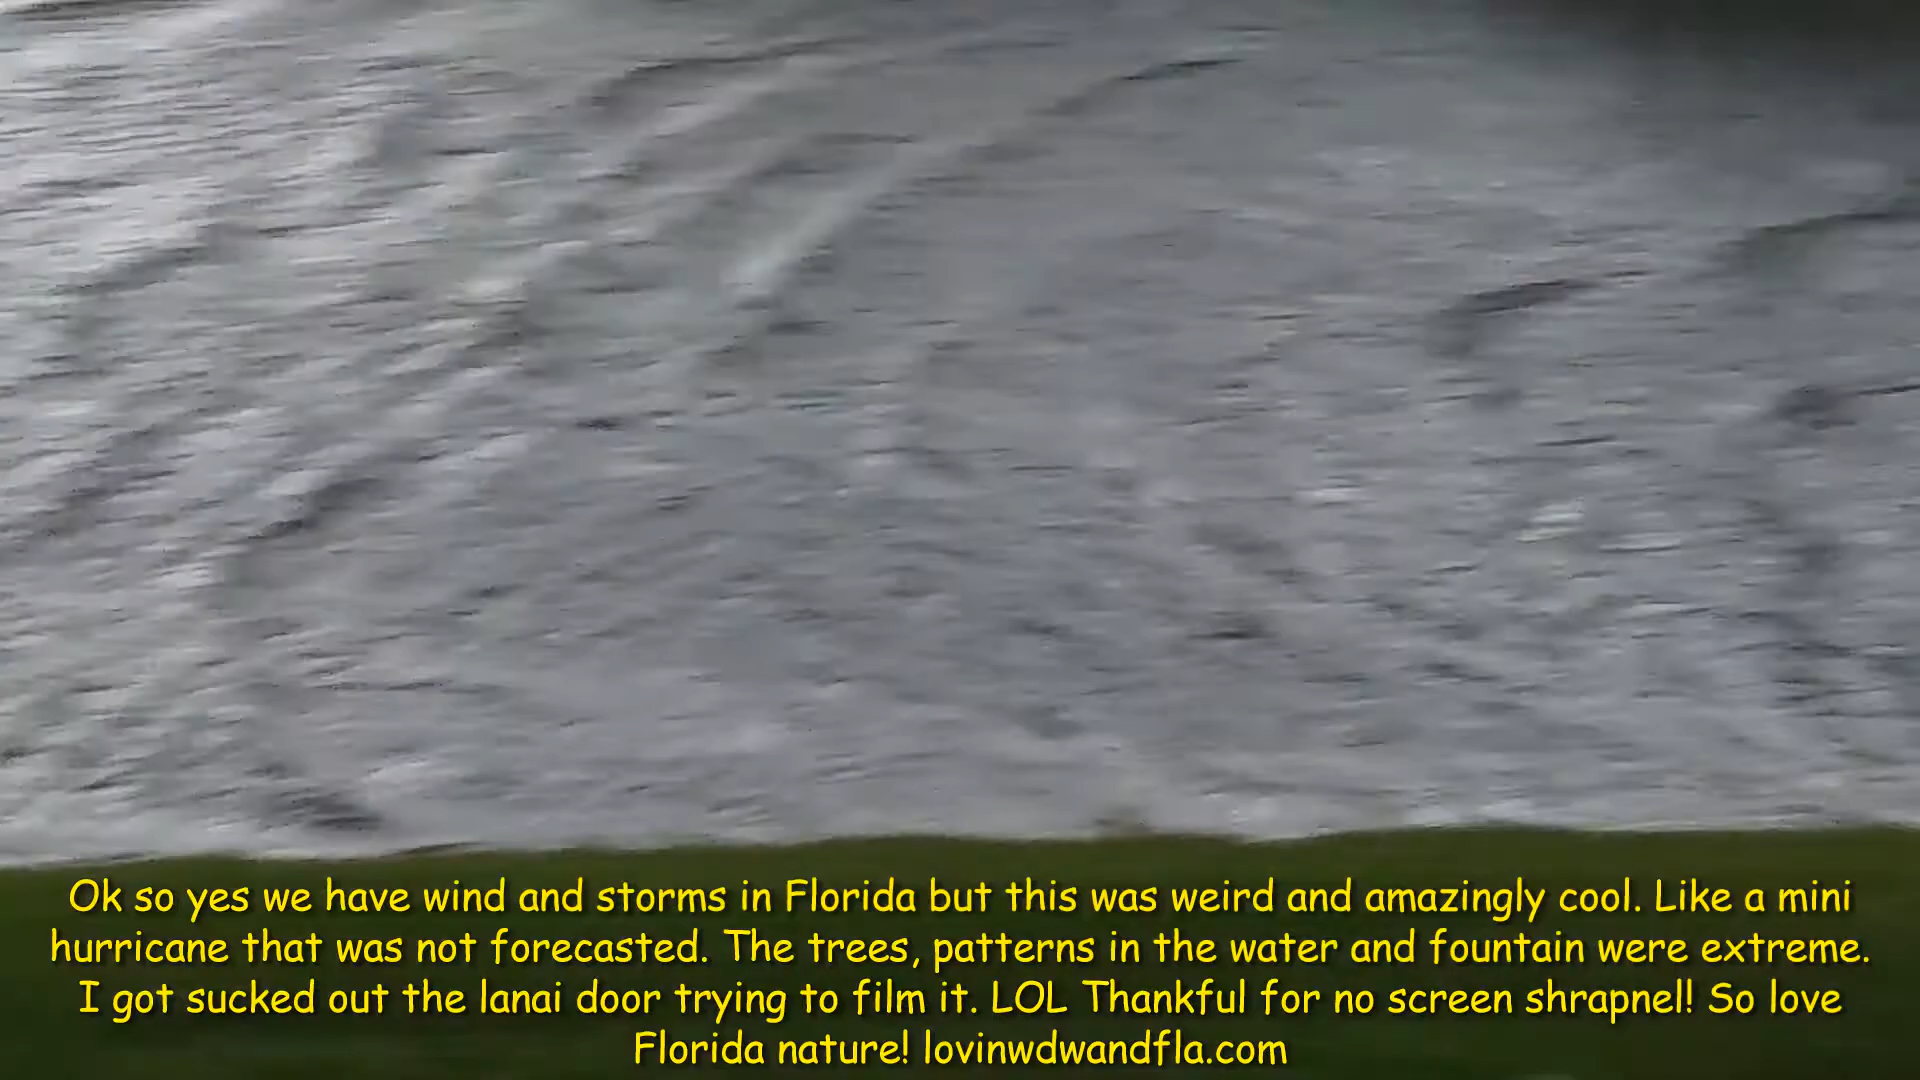 Ok so yes we have wind and storms in Florida but this was weird and amazingly cool. Like a mini
hurricane that was not forecasted. The trees, patterns in the water and fountain were extreme.
I got sucked out the lanai door trying to film it. LOL Thankful for no screen shrapnel! So love
Florida nature! lovinwdwandfla.com